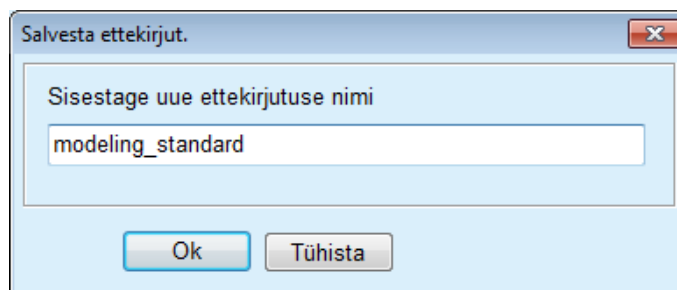 Salvesta ettekirjut.
Sisestage uue ettekirjutuse nimi
modeling_standard
Ok
Tühista